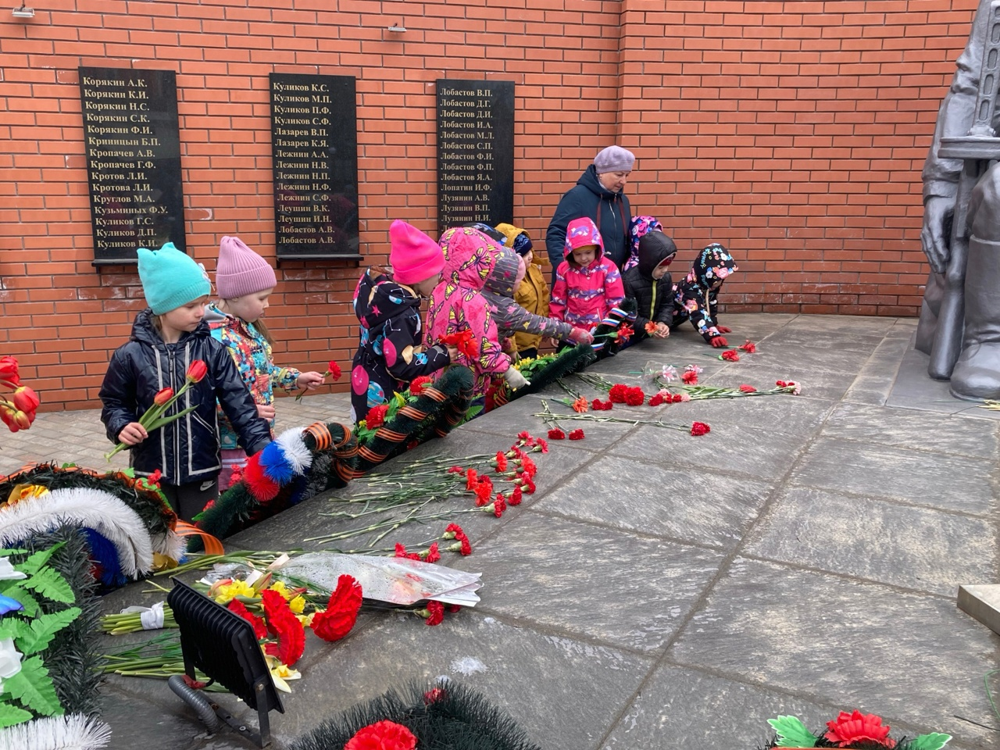 Корякин А.К.
Корякин К.И.
Корякин Н.С.
Корякин С.К.
Корякин Ф.И.
Криницын Б.П.
Кропачев А.В.
Кропачев Г.Ф.
Кротов Л.И.
Кротова Л.И.
Круглов М.А.
Кузьминых Ф.У.
Куликов Г.С.
Куликов Д.П.
Куликов К.И.
Куликов К.С.
Куликов М.П.
Куликов П.Ф.
Куликов С.Ф.
Лазарев В.П.
Лазарев К.Я.
Лежнин А.А.
Лежнин Н.В.
Лежнин Н.П.
Лежнин Н.Ф.
Лежнин С.Ф.
Леушин В.К.
Леушин И.Н.
Лобастов А.В.
Лобастов А.В.
Лобастов В.П.
Лобастов Д.Г.
Лобастов Д.И.
Лобастов И.А.
Лобастов М.Л.
Лобастов С.П.
Лобастов Ф.И.
Лобастов Ф.П.
Лобастов Я.А.
Лопатин И.Ф.
Лузянин А.В.
Лузянин В.П.
Лузянин Н.И.